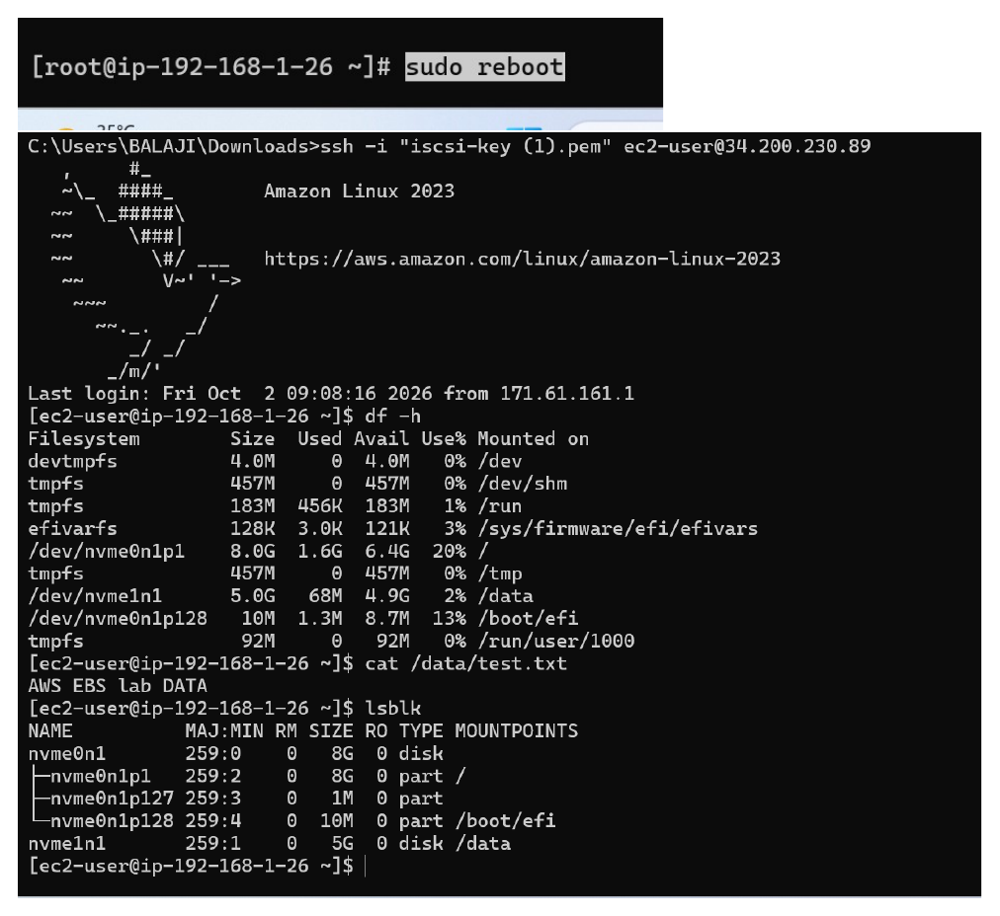 [root@ip-192-168-1-26 ~]# sudo reboot
C:\Users\BALAJI\Downloads>ssh -i "iscsi-key (1).pem" ec2-user@34.200.230.89
   ,     #_
   ~\_  ####_        Amazon Linux 2023
  ~~  \_#####\
  ~~     \###|
  ~~       \#/ ___   https://aws.amazon.com/linux/amazon-linux-2023
   ~~       V~' '->
    ~~~         /
      ~~._.   _/
         _/ _/
       _/m/'
Last login: Fri Oct  2 09:08:16 2026 from 171.61.161.1
[ec2-user@ip-192-168-1-26 ~]$ df -h
Filesystem        Size  Used Avail Use% Mounted on
devtmpfs          4.0M     0  4.0M   0% /dev
tmpfs             457M     0  457M   0% /dev/shm
tmpfs             183M  456K  183M   1% /run
efivarfs          128K  3.0K  121K   3% /sys/firmware/efi/efivars
/dev/nvme0n1p1    8.0G  1.6G  6.4G  20% /
tmpfs             457M     0  457M   0% /tmp
/dev/nvme1n1      5.0G   68M  4.9G   2% /data
/dev/nvme0n1p128   10M  1.3M  8.7M  13% /boot/efi
tmpfs              92M     0   92M   0% /run/user/1000
[ec2-user@ip-192-168-1-26 ~]$ cat /data/test.txt
AWS EBS lab DATA
[ec2-user@ip-192-168-1-26 ~]$ lsblk
NAME          MAJ:MIN RM SIZE RO TYPE MOUNTPOINTS
nvme0n1       259:0    0   8G  0 disk
├─nvme0n1p1   259:2    0   8G  0 part /
├─nvme0n1p127 259:3    0   1M  0 part
└─nvme0n1p128 259:4    0  10M  0 part /boot/efi
nvme1n1       259:1    0   5G  0 disk /data
[ec2-user@ip-192-168-1-26 ~]$